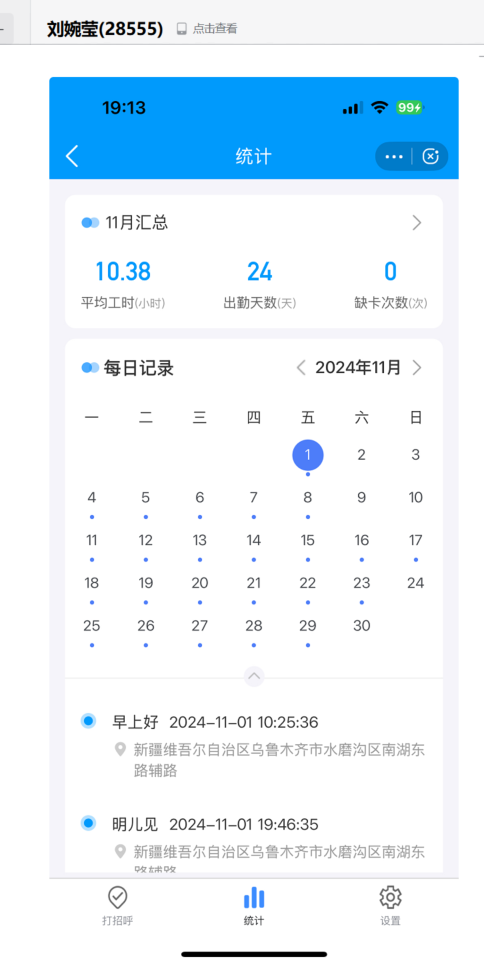 刘婉莹(28555) 点击查看
19:13 99
统计
11月汇总
10.38 24 0
平均工时(小时) 出勤天数(天) 缺卡次数(次)
每日记录 2024年11月
一 二 三 四 五 六 日
1 2 3
4 5 6 7 8 9 10
11 12 13 14 15 16 17
18 19 20 21 22 23 24
25 26 27 28 29 30
早上好 2024-11-01 10:25:36
新疆维吾尔自治区乌鲁木齐市水磨沟区南湖东
路辅路
明儿见 2024-11-01 19:46:35
新疆维吾尔自治区乌鲁木齐市水磨沟区南湖东
路辅路
打招呼 统计 设置